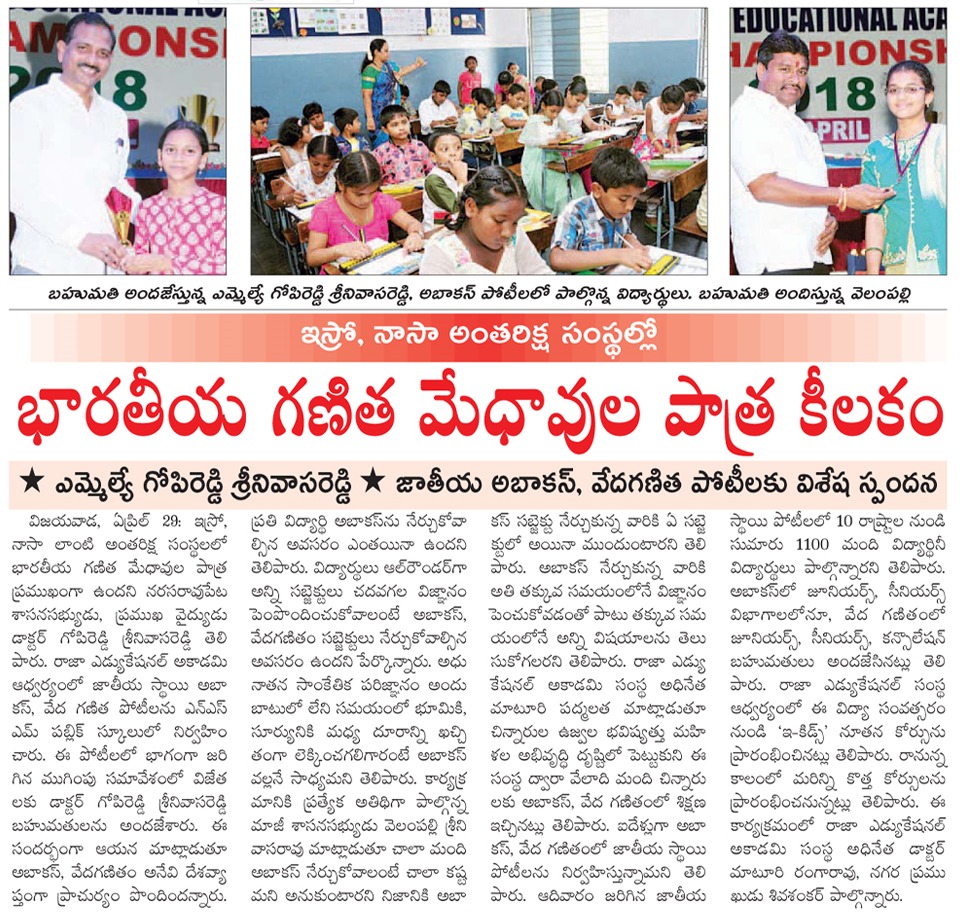 EDUCATIONAL ACA
AMPIONSH
2018
EDUCATIONAL ACA
HAMPIONSH
2018
APRIL
బహుమతి అందజేస్తున్న ఎమ్మెల్యే గోపిరెడ్డి శ్రీనివాసరెడ్డి, అబాకస్ పోటీలలో పాల్గొన్న విద్యార్థులు. బహుమతి అందిస్తున్న వెలంపల్లి
ఇస్రో, నాసా అంతరిక్ష సంస్థల్లో
భారతీయ గణిత మేధావుల పాత్ర కీలకం
★ ఎమ్మెల్యే గోపిరెడ్డి శ్రీనివాసరెడ్డి ★ జాతీయ అబాకస్, వేదగణిత పోటీలకు విశేష స్పందన
విజయవాడ, ఏప్రిల్ 29: ఇస్రో,
నాసా లాంటి అంతరిక్ష సంస్థలలో
భారతీయ గణిత మేధావుల పాత్ర
ప్రముఖంగా ఉందని నరసరావుపేట
శాసనసభ్యుడు, ప్రముఖ వైద్యుడు
డాక్టర్ గోపిరెడ్డి శ్రీనివాసరెడ్డి తెలి
పారు. రాజా ఎడ్యుకేషనల్ అకాడమి
ఆధ్వర్యంలో జాతీయ స్థాయి అబా
కస్, వేద గణిత పోటీలను ఎన్ఎస్
ఎమ్ పబ్లిక్ స్కూలులో నిర్వహిం
చారు. ఈ పోటీలలో భాగంగా జరి
గిన ముగింపు సమావేశంలో విజేత
లకు డాక్టర్ గోపిరెడ్డి శ్రీనివాసరెడ్డి
బహుమతులను అందజేశారు. ఈ
సందర్భంగా ఆయన మాట్లాడుతూ
అబాకస్, వేదగణితం అనేవి దేశవ్యా
ప్తంగా ప్రాచుర్యం పొందిందన్నారు.
ప్రతి విద్యార్థి అబాకస్‌ను నేర్చుకోవా
ల్సిన అవసరం ఎంతయినా ఉందని
తెలిపారు. విద్యార్థులు ఆల్‌రౌండర్‌గా
అన్ని సబ్జెక్టులు చదవగల విజ్ఞానం
పెంపొందించుకోవాలంటే అబాకస్,
వేదగణితం సబ్జెక్టులు నేర్చుకోవాల్సిన
అవసరం ఉందని పేర్కొన్నారు. అధు
నాతన సాంకేతిక పరిజ్ఞానం అందు
బాటులో లేని సమయంలో భూమికి,
సూర్యునికి మధ్య దూరాన్ని ఖచ్చి
తంగా లెక్కించగలిగారంటే అబాకస్
వల్లనే సాధ్యమని తెలిపారు. కార్యక్ర
మానికి ప్రత్యేక అతిథిగా పాల్గొన్న
మాజీ శాసనసభ్యుడు వెలంపల్లి శ్రీని
వాసరావు మాట్లాడుతూ చాలా మంది
అబాకస్ నేర్చుకోవాలంటే చాలా కష్ట
మని అనుకుంటారని నిజానికి అబా
కస్ సబ్జెక్టు నేర్చుకున్న వారికి ఏ సబ్జె
క్టులో అయినా ముందుంటారని తెలి
పారు. అబాకస్ నేర్చుకున్న వారికి
అతి తక్కువ సమయంలోనే విజ్ఞానం
పెంచుకోవడంతో పాటు తక్కువ సమ
యంలోనే అన్ని విషయాలను తెలు
సుకోగలరని తెలిపారు. రాజా ఎడ్యు
కేషనల్ అకాడమి సంస్థ అధినేత
మాటూరి పద్మలత మాట్లాడుతూ
చిన్నారుల ఉజ్వల భవిష్యత్తు మహి
ళల అభివృద్ధి దృష్టిలో పెట్టుకుని ఈ
సంస్థ ద్వారా వేలాది మంది చిన్నారు
లకు అబాకస్, వేద గణితంలో శిక్షణ
ఇచ్చినట్లు తెలిపారు. ఐదేళ్లుగా అబా
కస్, వేద గణితంలో జాతీయ స్థాయి
పోటీలను నిర్వహిస్తున్నామని తెలి
పారు. ఆదివారం జరిగిన జాతీయ
స్థాయి పోటీలలో 10 రాష్ట్రాల నుండి
సుమారు 1100 మంది విద్యార్థినీ
విద్యార్థులు పాల్గొన్నారని తెలిపారు.
అబాకస్‌లో జూనియర్స్, సీనియర్స్
విభాగాలలోనూ, వేద గణితంలో
జూనియర్స్, సీనియర్స్, కన్సొలేషన్
బహుమతులు అందజేసినట్లు తెలి
పారు. రాజా ఎడ్యుకేషనల్ సంస్థ
ఆధ్వర్యంలో ఈ విద్యా సంవత్సరం
నుండి ‘ఇ-కిడ్స్’ నూతన కోర్సును
ప్రారంభించినట్లు తెలిపారు. రానున్న
కాలంలో మరిన్ని కొత్త కోర్సులను
ప్రారంభించనున్నట్లు తెలిపారు. ఈ
కార్యక్రమంలో రాజా ఎడ్యుకేషనల్
అకాడమి సంస్థ అధినేత డాక్టర్
మాటూరి రంగారావు, నగర ప్రము
ఖుడు శివశంకర్ పాల్గొన్నారు.